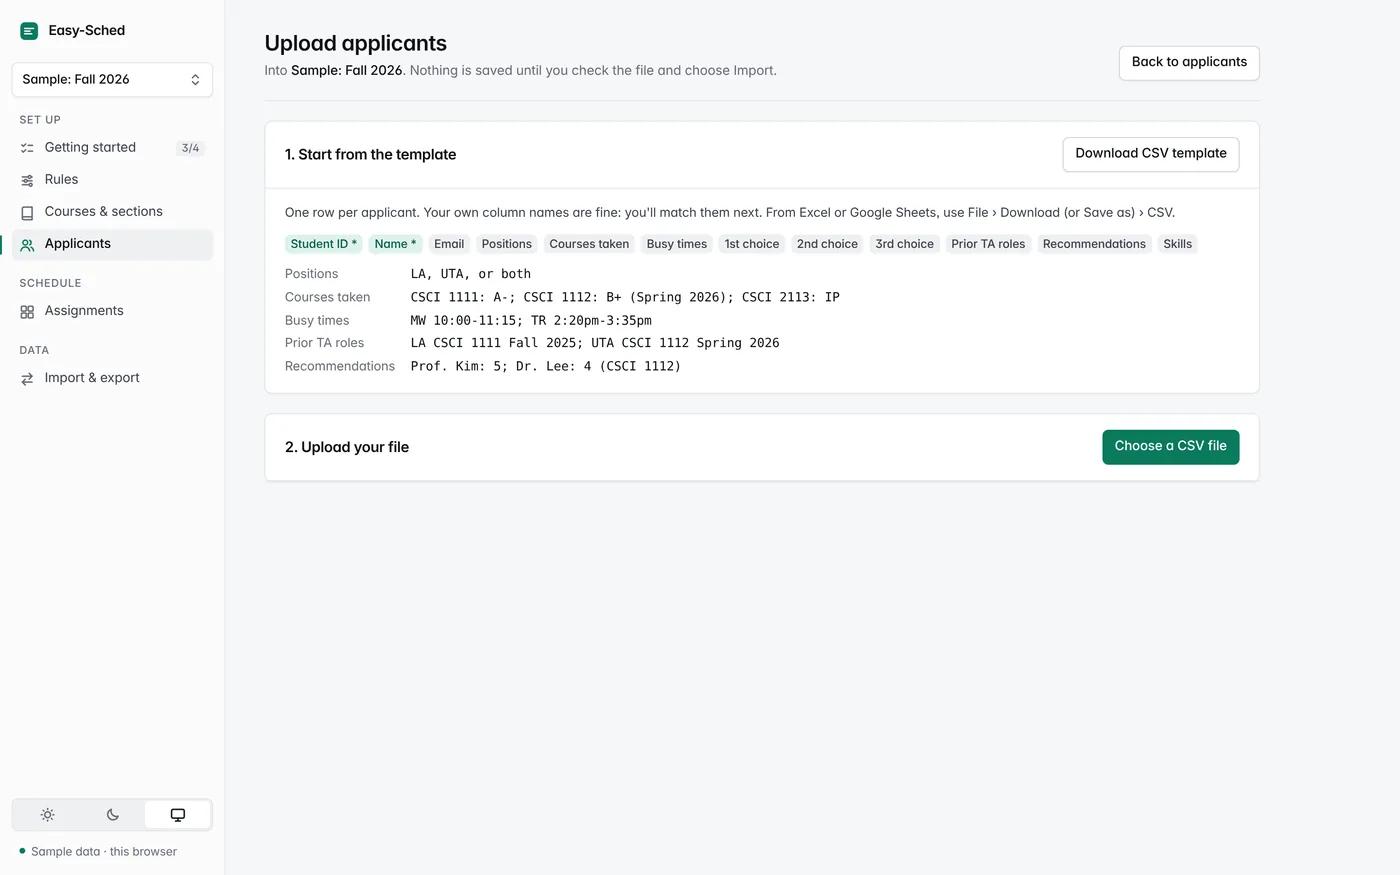 Easy-Sched
Sample: Fall 2026
SET UP
Getting started 3/4
Rules
Courses & sections
Applicants
SCHEDULE
Assignments
DATA
Import & export
Sample data · this browser
Upload applicants
Into Sample: Fall 2026. Nothing is saved until you check the file and choose Import.
Back to applicants
1. Start from the template
Download CSV template
One row per applicant. Your own column names are fine: you'll match them next. From Excel or Google Sheets, use File › Download (or Save as) › CSV.
Student ID * Name * Email Positions Courses taken Busy times 1st choice 2nd choice 3rd choice Prior TA roles Recommendations Skills
Positions LA, UTA, or both
Courses taken CSCI 1111: A-; CSCI 1112: B+ (Spring 2026); CSCI 2113: IP
Busy times MW 10:00-11:15; TR 2:20pm-3:35pm
Prior TA roles LA CSCI 1111 Fall 2025; UTA CSCI 1112 Spring 2026
Recommendations Prof. Kim: 5; Dr. Lee: 4 (CSCI 1112)
2. Upload your file
Choose a CSV file